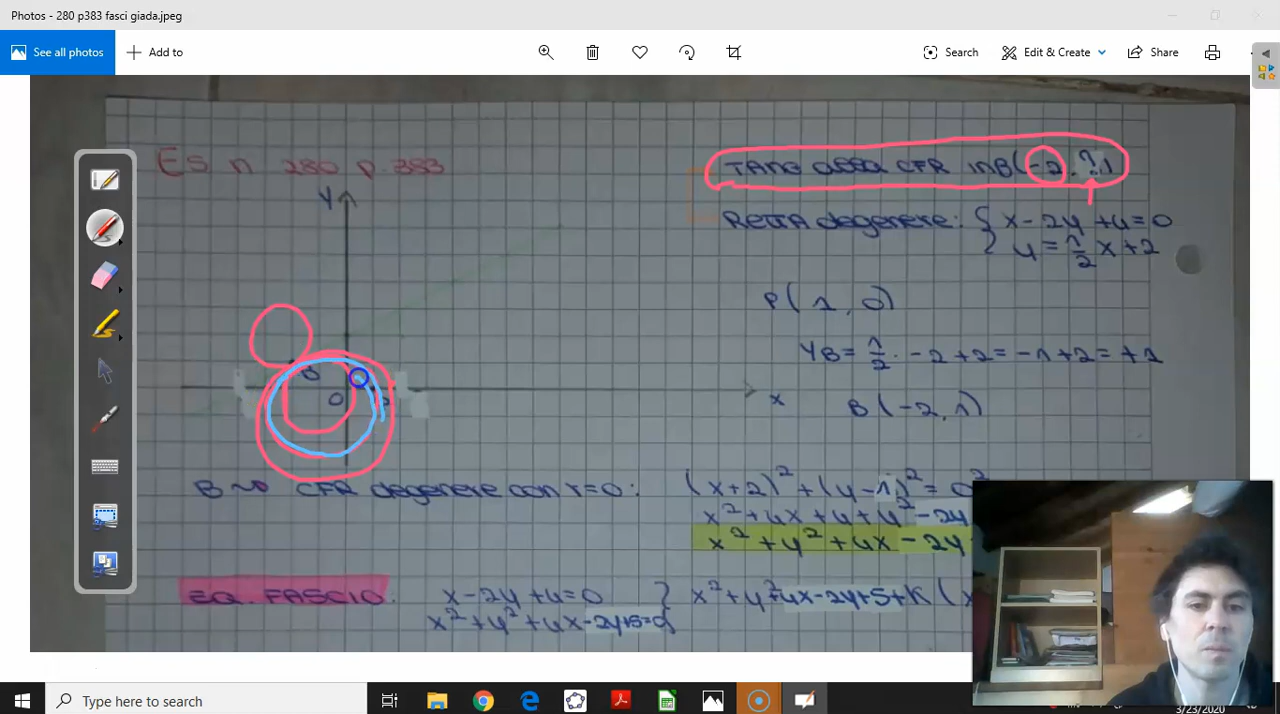 Photos - 280 p383 fasci giada.jpeg
See all photos
Add to
Search
Edit & Create
Share
ES n 280 p. 383
Y
B
O
x
TANG alla CFR IN B(-2, ?)
RETTA degenere: { x-2y+4=0
y = 1/2 x+2
P( 1, 0)
YB= 1/2 · -2 +2 = -1+2 = +1
B (-2, 1)
B ~> CFR degenere con r=0: (x+2)² + (y-1)² = 0²
x²+4x+4+y²-2y
x²+y²+4x-2y
EQ. FASCIO: x-2y+4=0 } x²+y²+4x-2y+5+K (x
x²+y²+4x-2y+5=0
Type here to search
3/23/2020